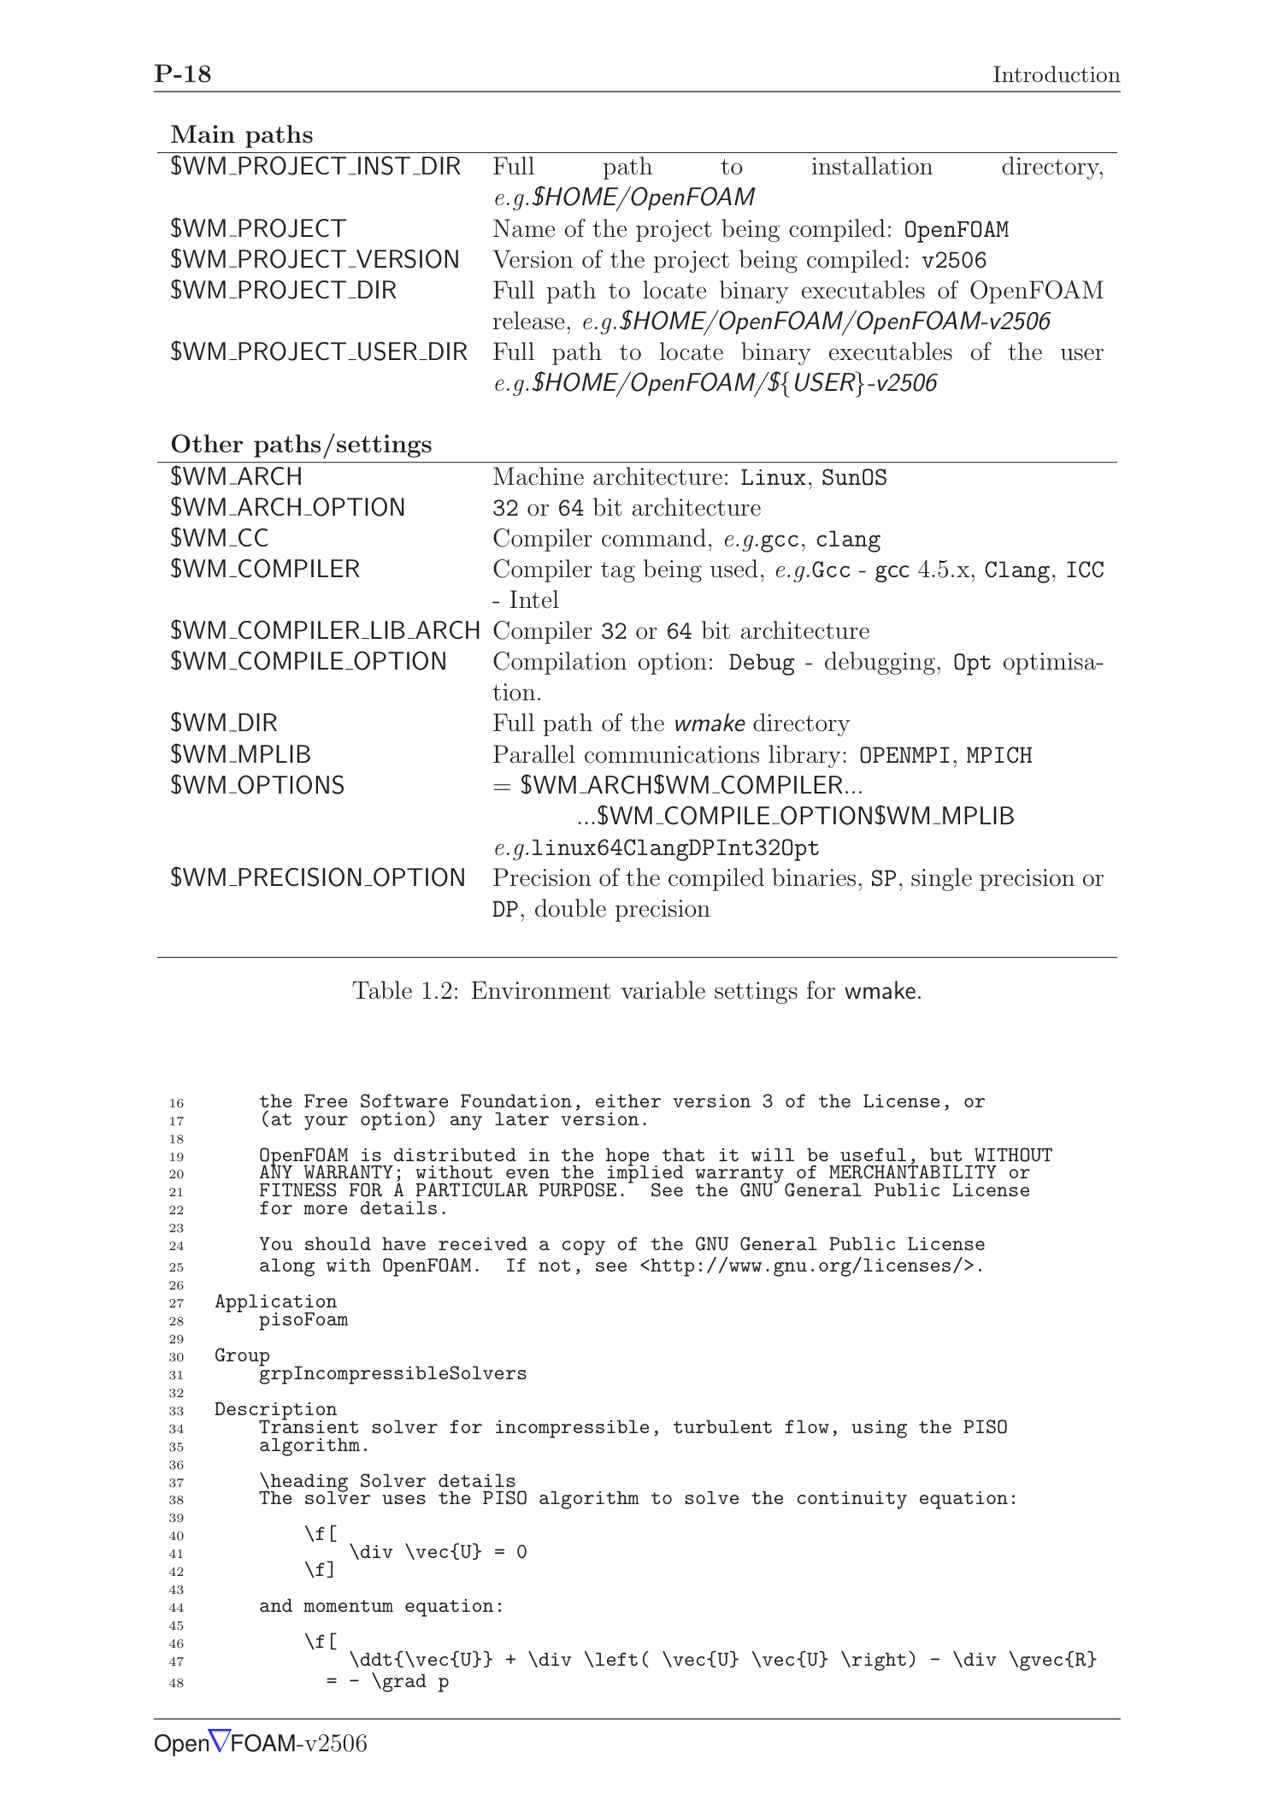 P-18 Introduction
Main paths
$WM_PROJECT_INST_DIR Full path to installation directory,
e.g.$HOME/OpenFOAM
$WM_PROJECT Name of the project being compiled: OpenFOAM
$WM_PROJECT_VERSION Version of the project being compiled: v2506
$WM_PROJECT_DIR Full path to locate binary executables of OpenFOAM
release, e.g.$HOME/OpenFOAM/OpenFOAM-v2506
$WM_PROJECT_USER_DIR Full path to locate binary executables of the user
e.g.$HOME/OpenFOAM/${USER}-v2506
Other paths/settings
$WM_ARCH Machine architecture: Linux, SunOS
$WM_ARCH_OPTION 32 or 64 bit architecture
$WM_CC Compiler command, e.g.gcc, clang
$WM_COMPILER Compiler tag being used, e.g.Gcc - gcc 4.5.x, Clang, ICC
- Intel
$WM_COMPILER_LIB_ARCH Compiler 32 or 64 bit architecture
$WM_COMPILE_OPTION Compilation option: Debug - debugging, Opt optimisa-
tion.
$WM_DIR Full path of the wmake directory
$WM_MPLIB Parallel communications library: OPENMPI, MPICH
$WM_OPTIONS = $WM_ARCH$WM_COMPILER...
...$WM_COMPILE_OPTION$WM_MPLIB
e.g.linux64ClangDPInt32Opt
$WM_PRECISION_OPTION Precision of the compiled binaries, SP, single precision or
DP, double precision
Table 1.2: Environment variable settings for wmake.
16 the Free Software Foundation, either version 3 of the License, or
17 (at your option) any later version.
18
19 OpenFOAM is distributed in the hope that it will be useful, but WITHOUT
20 ANY WARRANTY; without even the implied warranty of MERCHANTABILITY or
21 FITNESS FOR A PARTICULAR PURPOSE. See the GNU General Public License
22 for more details.
23
24 You should have received a copy of the GNU General Public License
25 along with OpenFOAM. If not, see <http://www.gnu.org/licenses/>.
26
27 Application
28 pisoFoam
29
30 Group
31 grpIncompressibleSolvers
32
33 Description
34 Transient solver for incompressible, turbulent flow, using the PISO
35 algorithm.
36
37 \heading Solver details
38 The solver uses the PISO algorithm to solve the continuity equation:
39
40 \f[
41 \div \vec{U} = 0
42 \f]
43
44 and momentum equation:
45
46 \f[
47 \ddt{\vec{U}} + \div \left( \vec{U} \vec{U} \right) - \div \gvec{R}
48 = - \grad p
Open∇FOAM-v2506